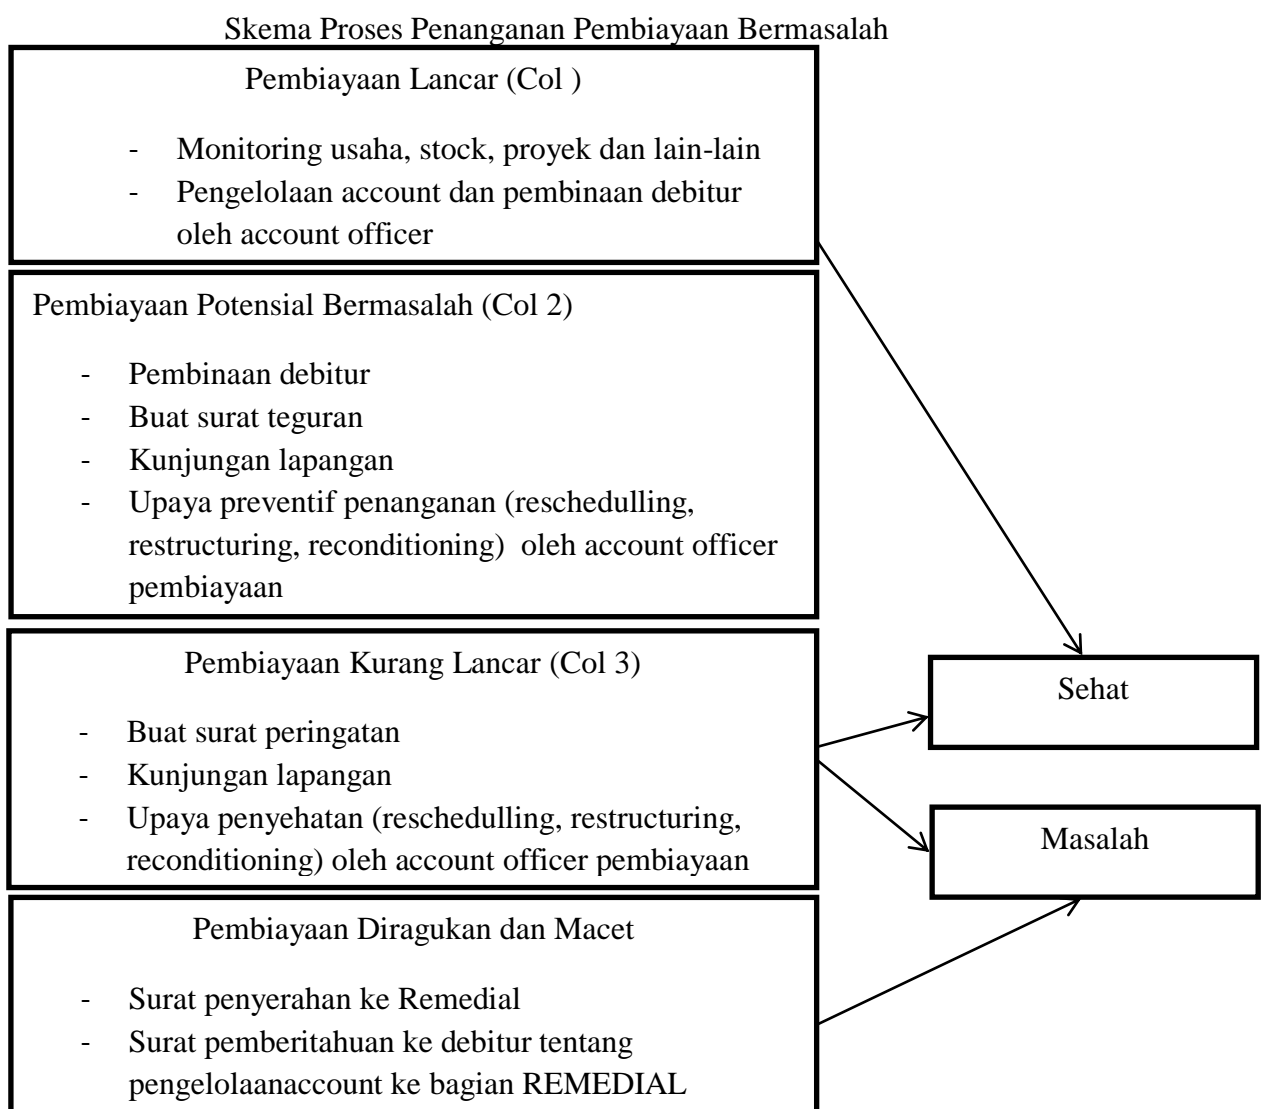 Skema Proses Penanganan Pembiayaan Bermasalah
Pembiayaan Lancar (Col )
- Monitoring usaha, stock, proyek dan lain-lain
- Pengelolaan account dan pembinaan debitur
oleh account officer
Pembiayaan Potensial Bermasalah (Col 2)
- Pembinaan debitur
- Buat surat teguran
- Kunjungan lapangan
- Upaya preventif penanganan (reschedulling,
restructuring, reconditioning) oleh account officer
pembiayaan
Pembiayaan Kurang Lancar (Col 3)
- Buat surat peringatan
- Kunjungan lapangan
- Upaya penyehatan (reschedulling, restructuring,
reconditioning) oleh account officer pembiayaan
Sehat
Masalah
Pembiayaan Diragukan dan Macet
- Surat penyerahan ke Remedial
- Surat pemberitahuan ke debitur tentang
pengelolaanaccount ke bagian REMEDIAL